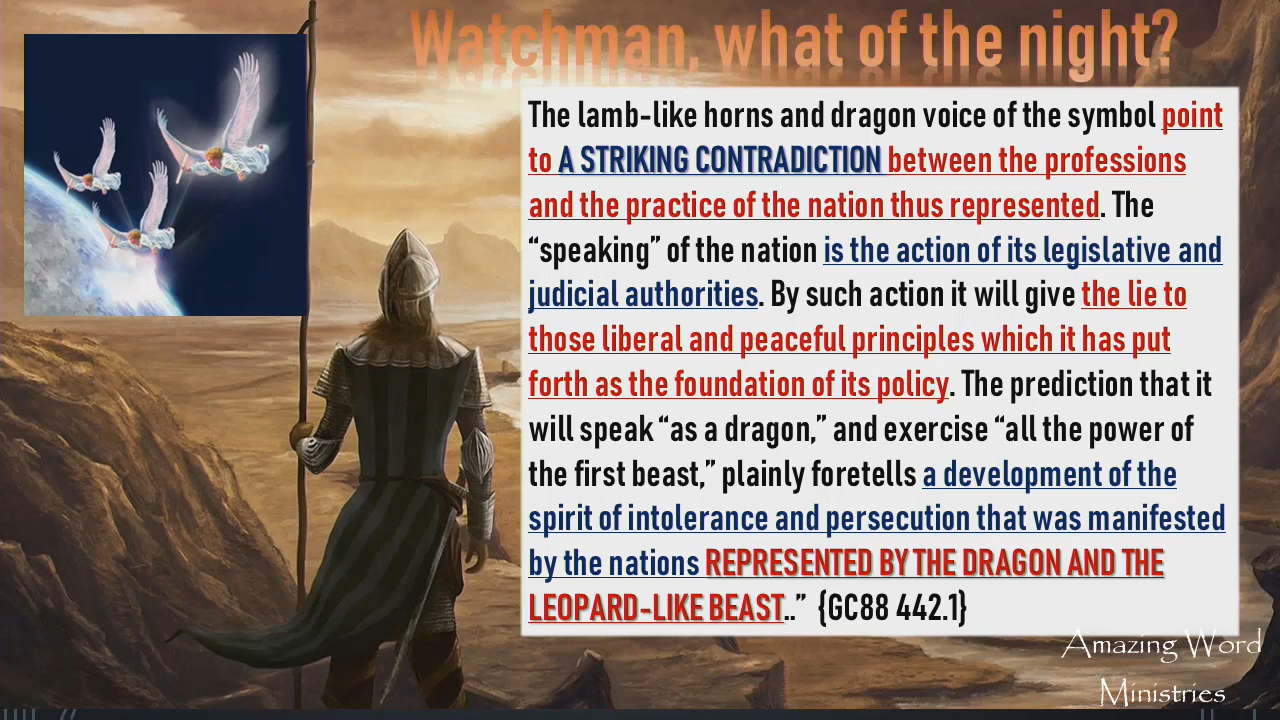 Watchman, what of the night?
The lamb-like horns and dragon voice of the symbol point
to A STRIKING CONTRADICTION between the professions
and the practice of the nation thus represented. The
“speaking” of the nation is the action of its legislative and
judicial authorities. By such action it will give the lie to
those liberal and peaceful principles which it has put
forth as the foundation of its policy. The prediction that it
will speak “as a dragon,” and exercise “all the power of
the first beast,” plainly foretells a development of the
spirit of intolerance and persecution that was manifested
by the nations REPRESENTED BY THE DRAGON AND THE
LEOPARD-LIKE BEAST..” {GC88 442.1}
Amazing Word
Ministries